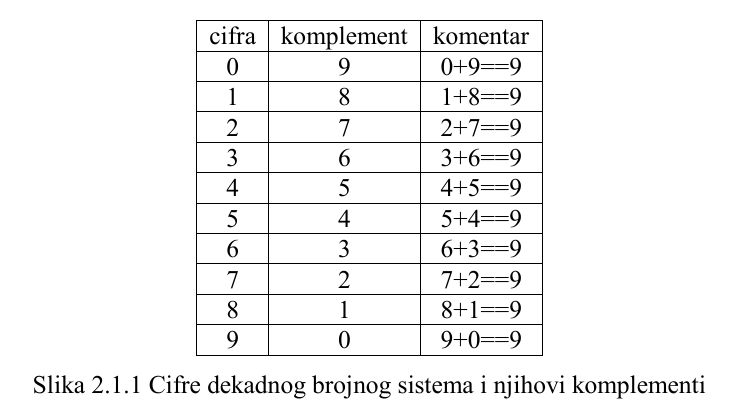 cifra komplement komentar
0 9 0+9==9
1 8 1+8==9
2 7 2+7==9
3 6 3+6==9
4 5 4+5==9
5 4 5+4==9
6 3 6+3==9
7 2 7+2==9
8 1 8+1==9
9 0 9+0==9
Slika 2.1.1 Cifre dekadnog brojnog sistema i njihovi komplementi